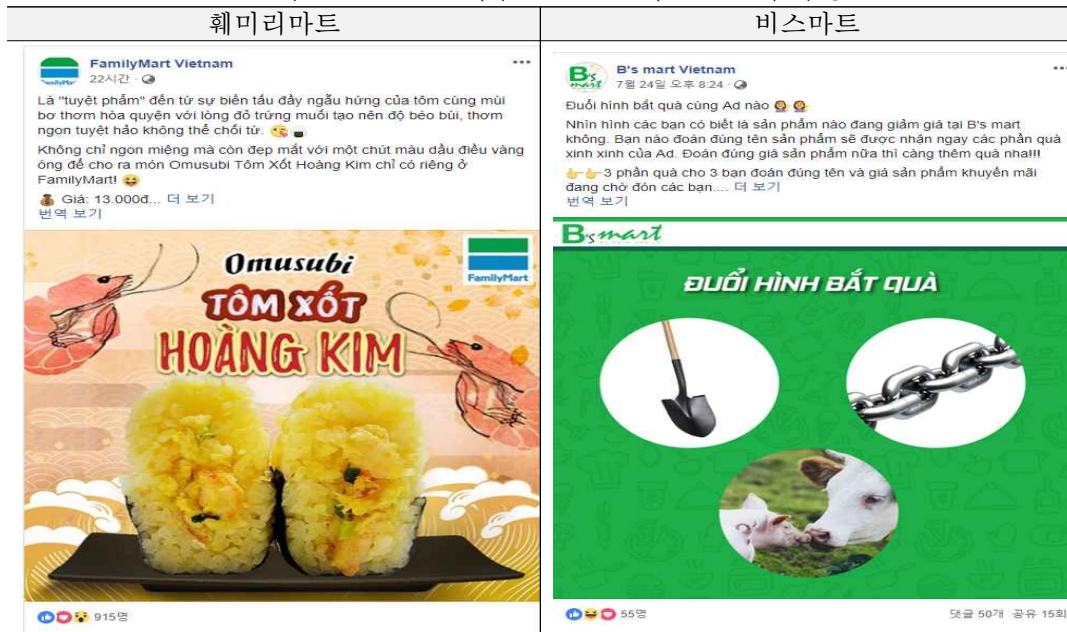 훼미리마트
비스마트
FamilyMart Vietnam
22시간
Là "tuyệt phẩm" đến từ sự biến tấu đầy ngẫu hứng của tôm cùng mùi
bơ thơm hòa quyện với lòng đỏ trứng muối tạo nên độ béo bùi, thơm
ngon tuyệt hảo không thể chối từ.
Không chỉ ngon miệng mà còn đẹp mắt với một chút màu dầu điều vàng
óng để cho ra món Omusubi Tôm Xốt Hoàng Kim chỉ có riêng ở
FamilyMart!
Giá: 13.000đ... 더 보기
번역 보기
Omusubi
TÔM XỐT
HOÀNG KIM
FamilyMart
915명
B's mart
B's mart Vietnam
7월 24일 오후 8:24
Đuổi hình bắt quà cùng Ad nào
Nhìn hình các bạn có biết là sản phẩm nào đang giảm giá tại B's mart
không. Bạn nào đoán đúng tên sản phẩm sẽ được nhận ngay các phần quà
xinh xinh của Ad. Đoán đúng giá sản phẩm nữa thì càng thêm quà nha!!!
3 phần quà cho 3 bạn đoán đúng tên và giá sản phẩm khuyến mãi
đang chờ đón các bạn.... 더 보기
번역 보기
B's mart
ĐUỔI HÌNH BẮT QUÀ
55명
댓글 50개 공유 15회